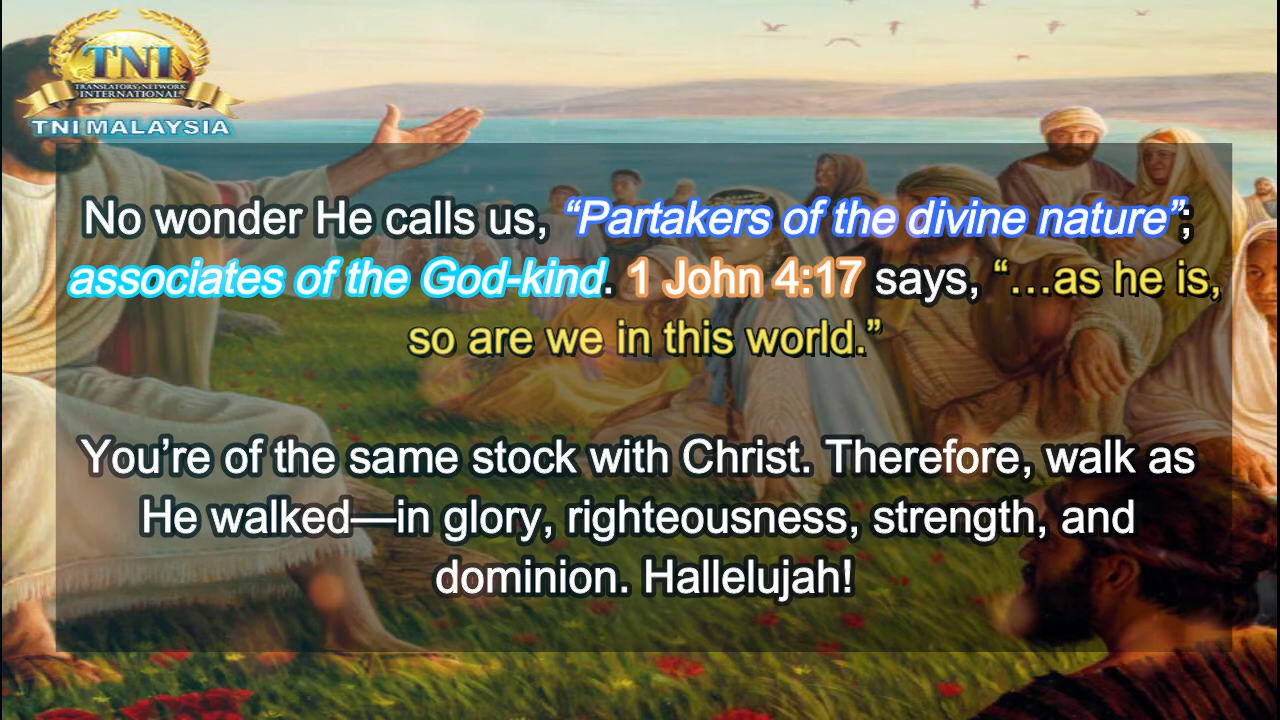 TNI
TRANSLATORS' NETWORK
INTERNATIONAL
TNI MALAYSIA
No wonder He calls us, “Partakers of the divine nature”;
associates of the God-kind. 1 John 4:17 says, “…as he is,
so are we in this world.”
You’re of the same stock with Christ. Therefore, walk as
He walked—in glory, righteousness, strength, and
dominion. Hallelujah!